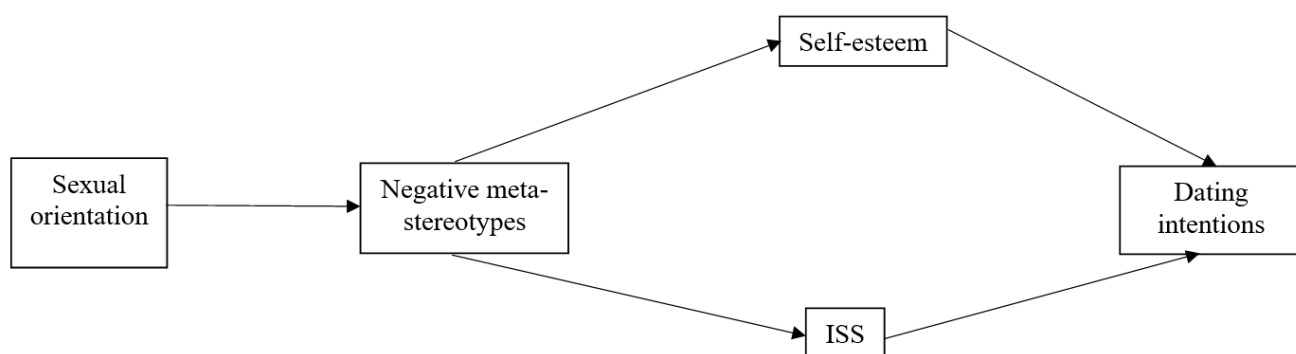 Self-esteem
Sexual
orientation
Negative meta-
stereotypes
Dating
intentions
ISS